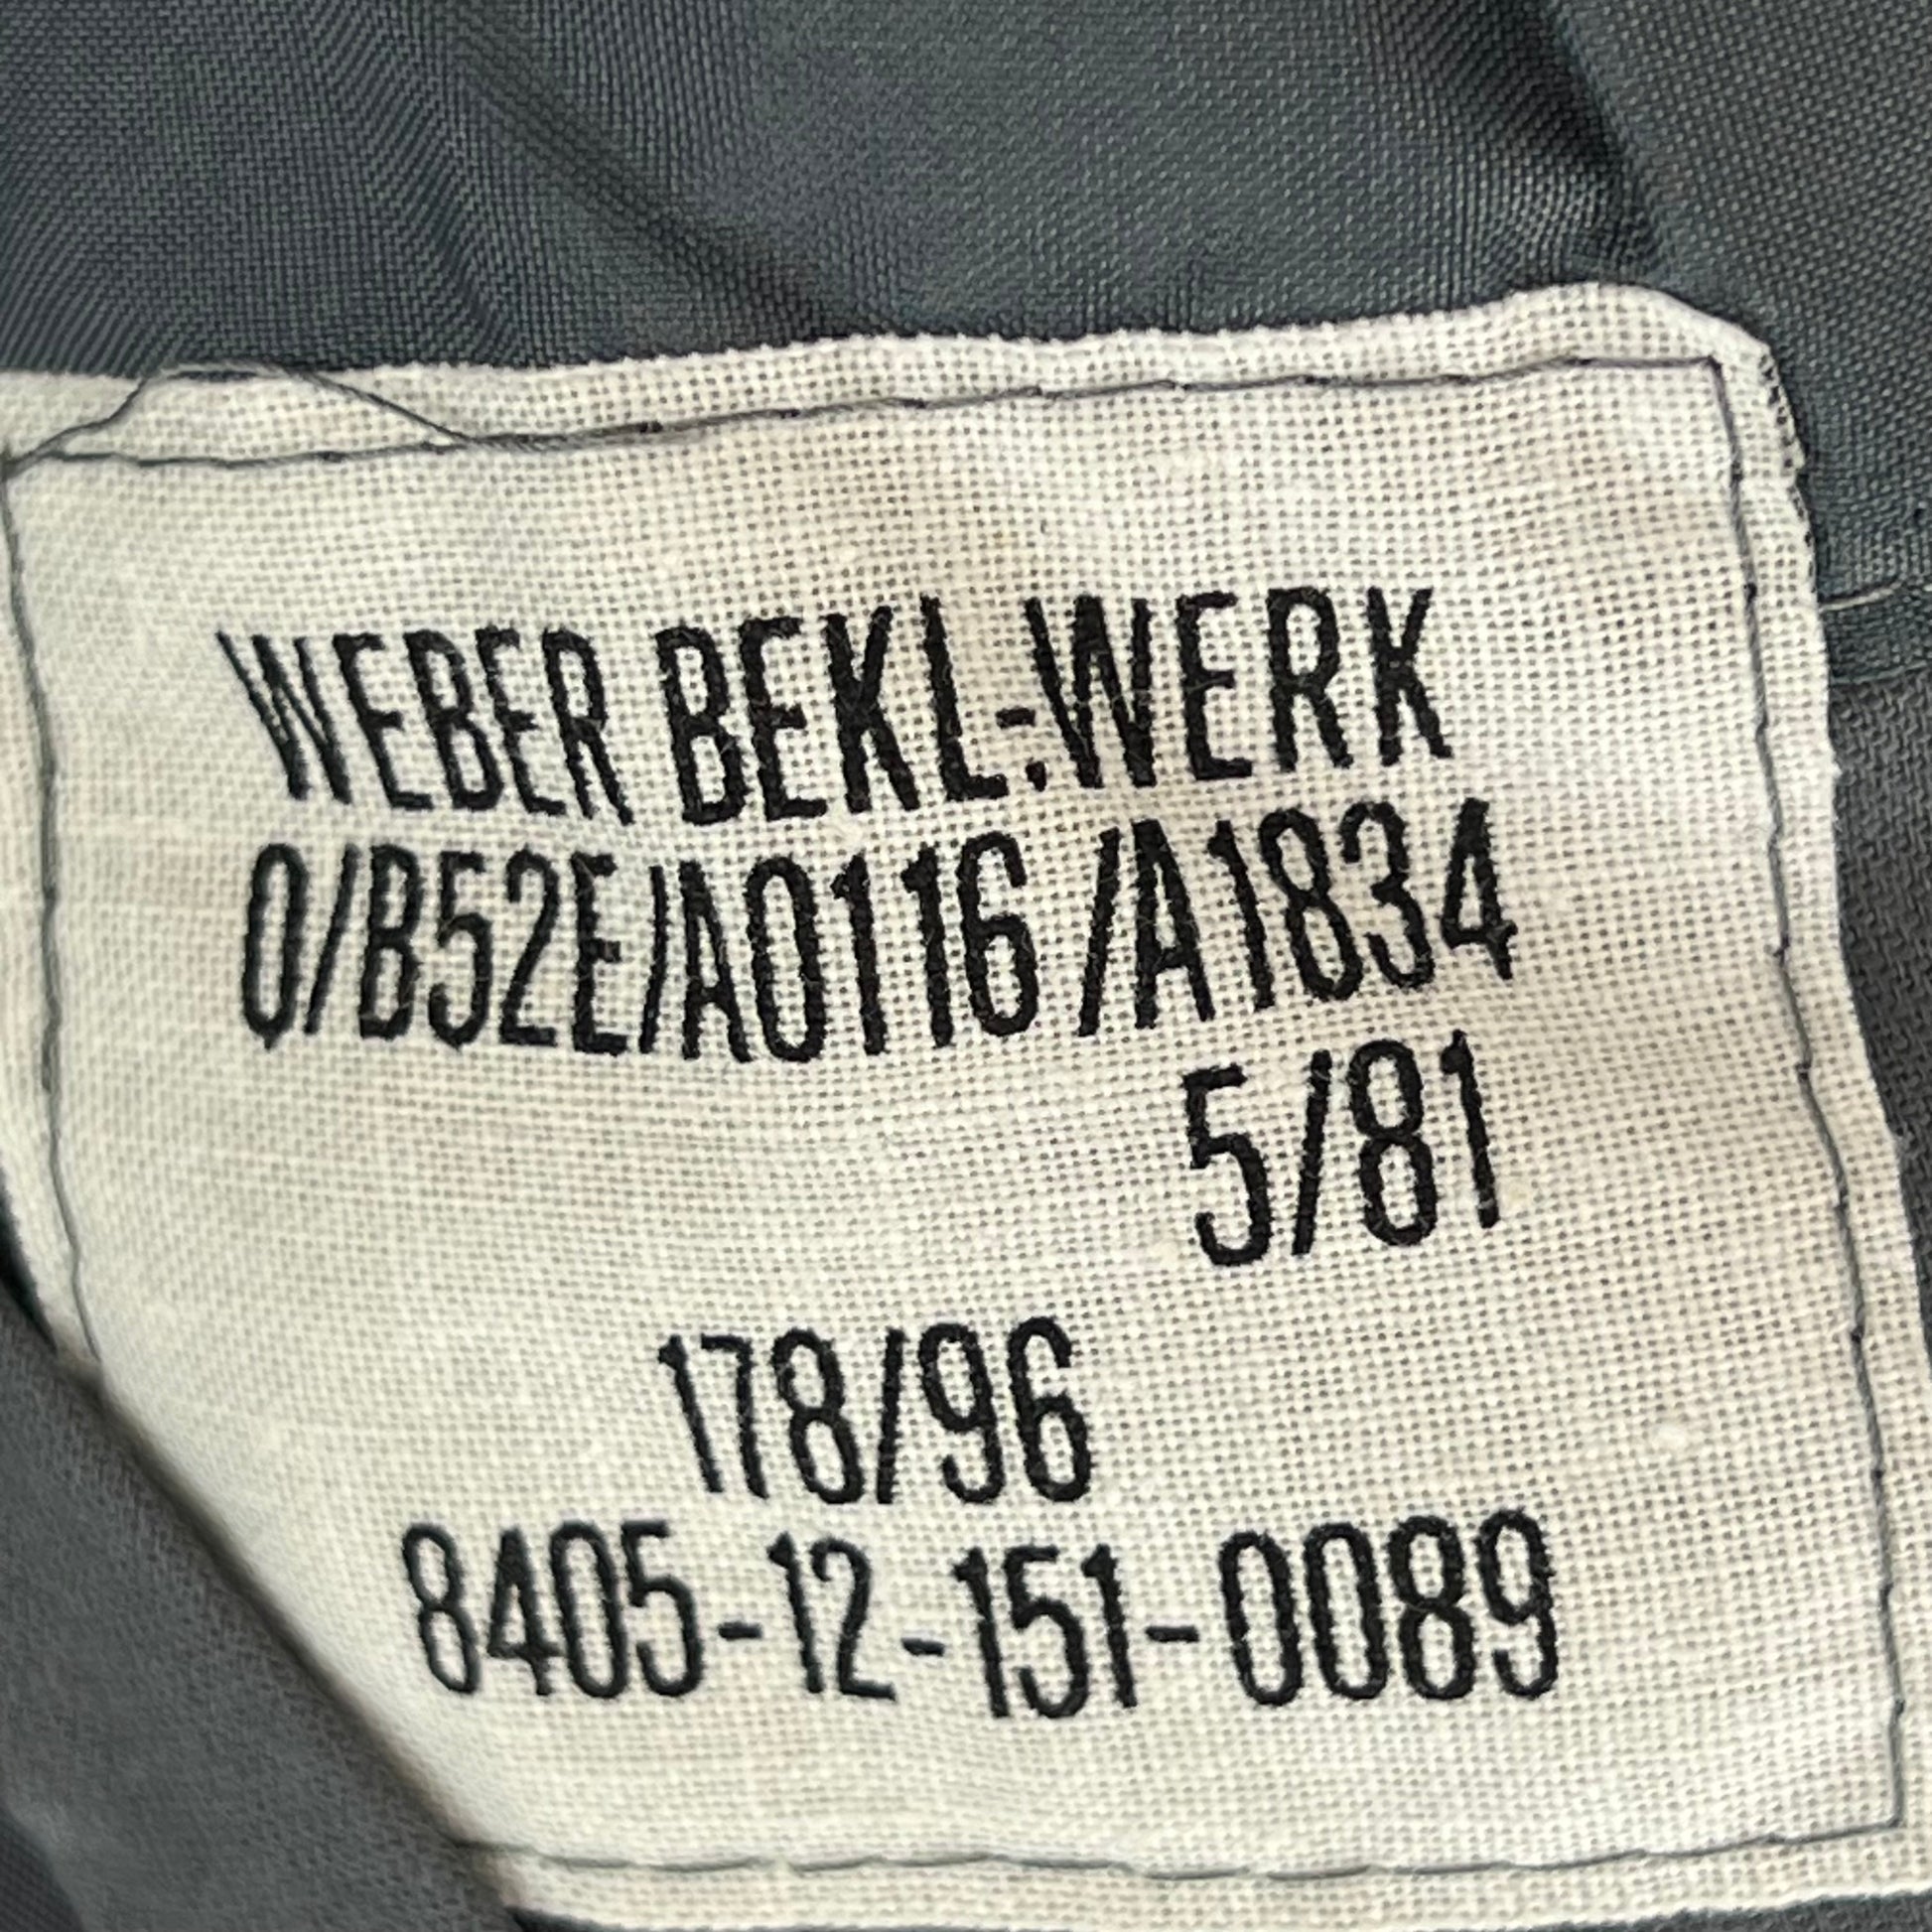 WEBER BEKL.-WERK
0/B52E/A0116/A1834
5/81
178/96
8405-12-151-0089